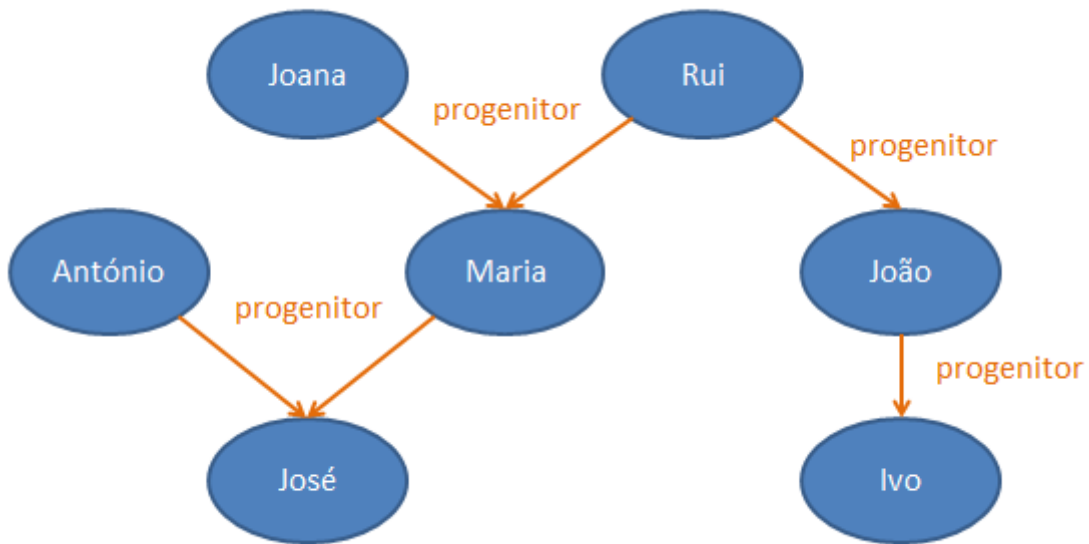 Joana
Rui
progenitor
progenitor
António
Maria
João
progenitor
progenitor
José
Ivo